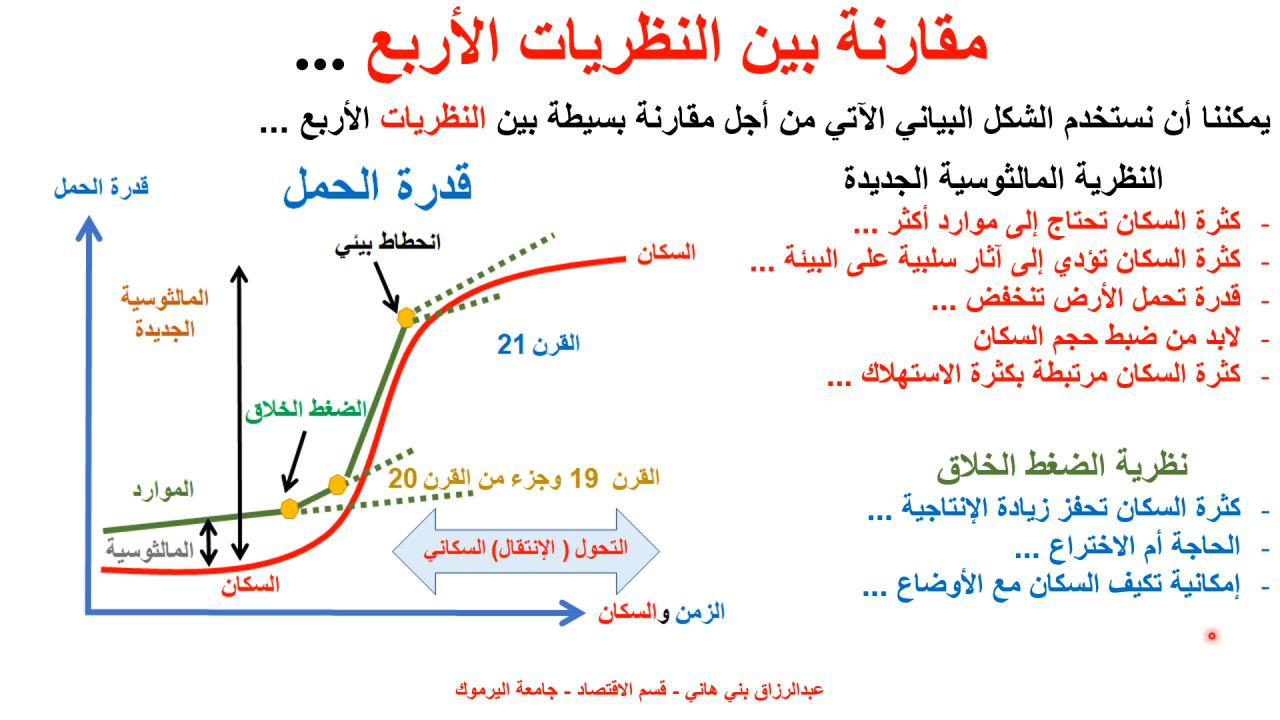 مقارنة بين النظريات الأربع ...
يمكننا أن نستخدم الشكل البياني الآتي من أجل مقارنة بسيطة بين النظريات الأربع ...
النظرية المالثوسية الجديدة
- كثرة السكان تحتاج إلى موارد أكثر ...
- كثرة السكان تؤدي إلى آثار سلبية على البيئة ...
- قدرة تحمل الأرض تنخفض ...
- لابد من ضبط حجم السكان
- كثرة السكان مرتبطة بكثرة الاستهلاك ...
نظرية الضغط الخلاق
- كثرة السكان تحفز زيادة الإنتاجية ...
- الحاجة أم الاختراع ...
- إمكانية تكيف السكان مع الأوضاع ...
قدرة الحمل
قدرة الحمل
انحطاط بيئي
السكان
المالثوسية
الجديدة
القرن 21
الضغط الخلاق
القرن 19 وجزء من القرن 20
الموارد
المالثوسية
التحول ( الإنتقال) السكاني
السكان
الزمن والسكان
عبدالرزاق بني هاني - قسم الاقتصاد - جامعة اليرموك